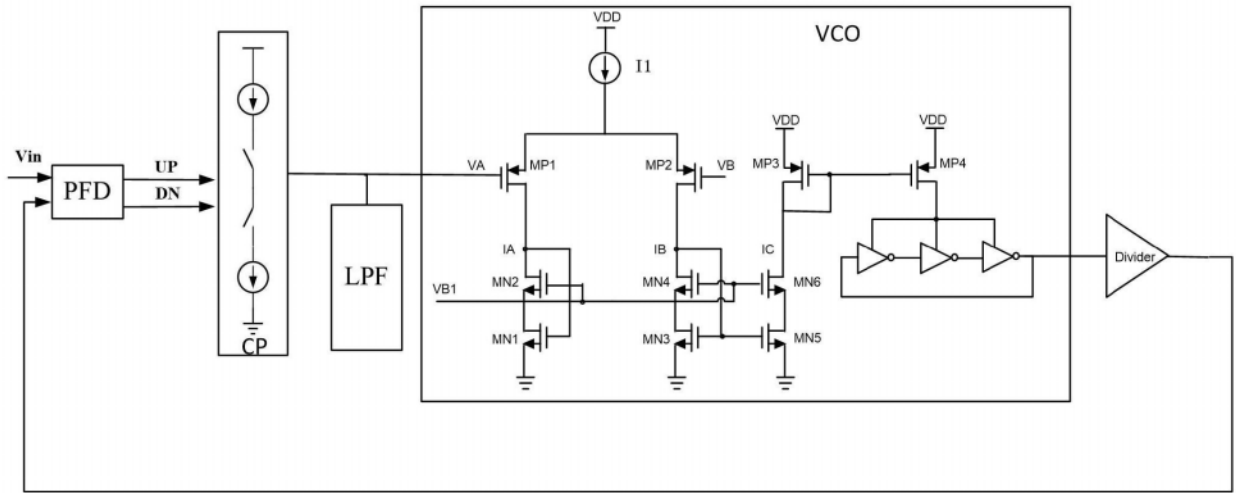 VDD
VCO
I1
VDD
VDD
Vin
UP
VA
MP1
MP2
VB
MP3
MP4
PFD
DN
IA
IB
IC
LPF
VB1
MN2
MN4
MN6
Divider
MN1
MN3
MN5
CP